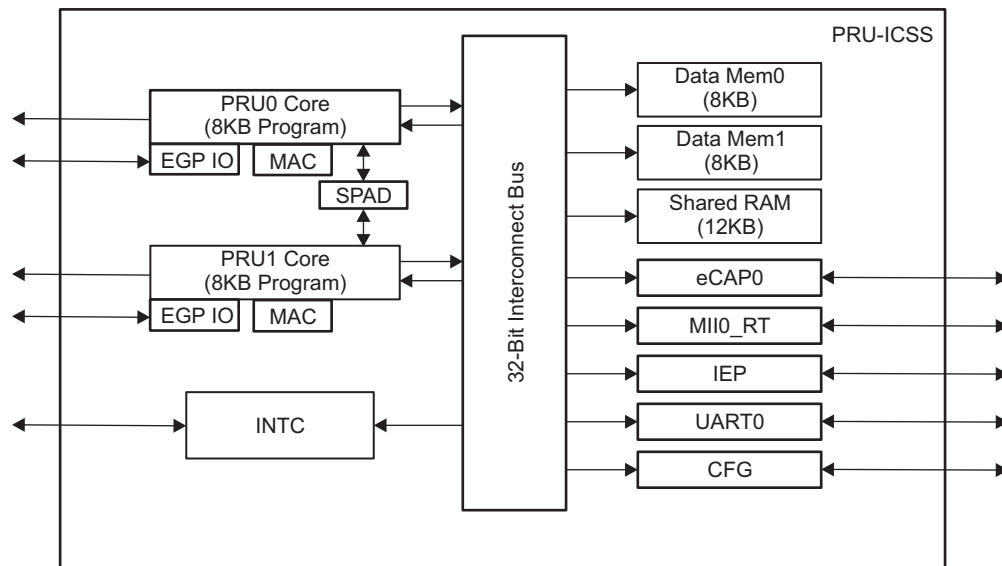 PRU-ICSS
PRU0 Core
(8KB Program)
EGP IO
MAC
SPAD
PRU1 Core
(8KB Program)
EGP IO
MAC
INTC
32-Bit Interconnect Bus
Data Mem0
(8KB)
Data Mem1
(8KB)
Shared RAM
(12KB)
eCAP0
MII0_RT
IEP
UART0
CFG